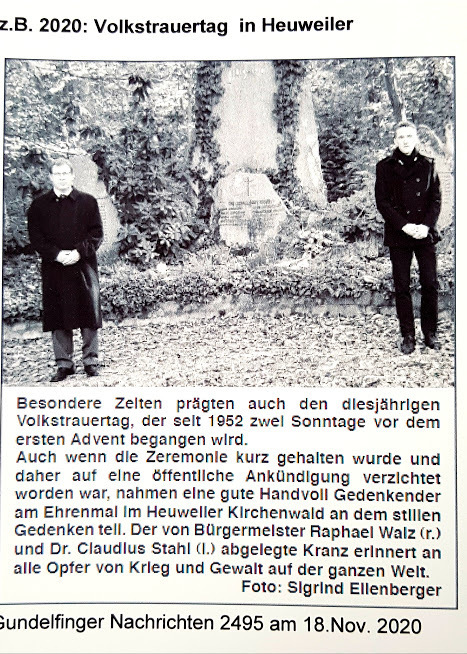 z.B. 2020: Volkstrauertag in Heuweiler
Besondere Zeiten prägten auch den diesjährigen
Volkstrauertag, der seit 1952 zwei Sonntage vor dem
ersten Advent begangen wird.
Auch wenn die Zeremonie kurz gehalten wurde und
daher auf eine öffentliche Ankündigung verzichtet
worden war, nahmen eine gute Handvoll Gedenkender
am Ehrenmal im Heuweiler Kirchenwald an dem stillen
Gedenken teil. Der von Bürgermeister Raphael Walz (r.)
und Dr. Claudius Stahl (l.) abgelegte Kranz erinnert an
alle Opfer von Krieg und Gewalt auf der ganzen Welt.
Foto: Sigrind Ellenberger
Gundelfinger Nachrichten 2495 am 18.Nov. 2020